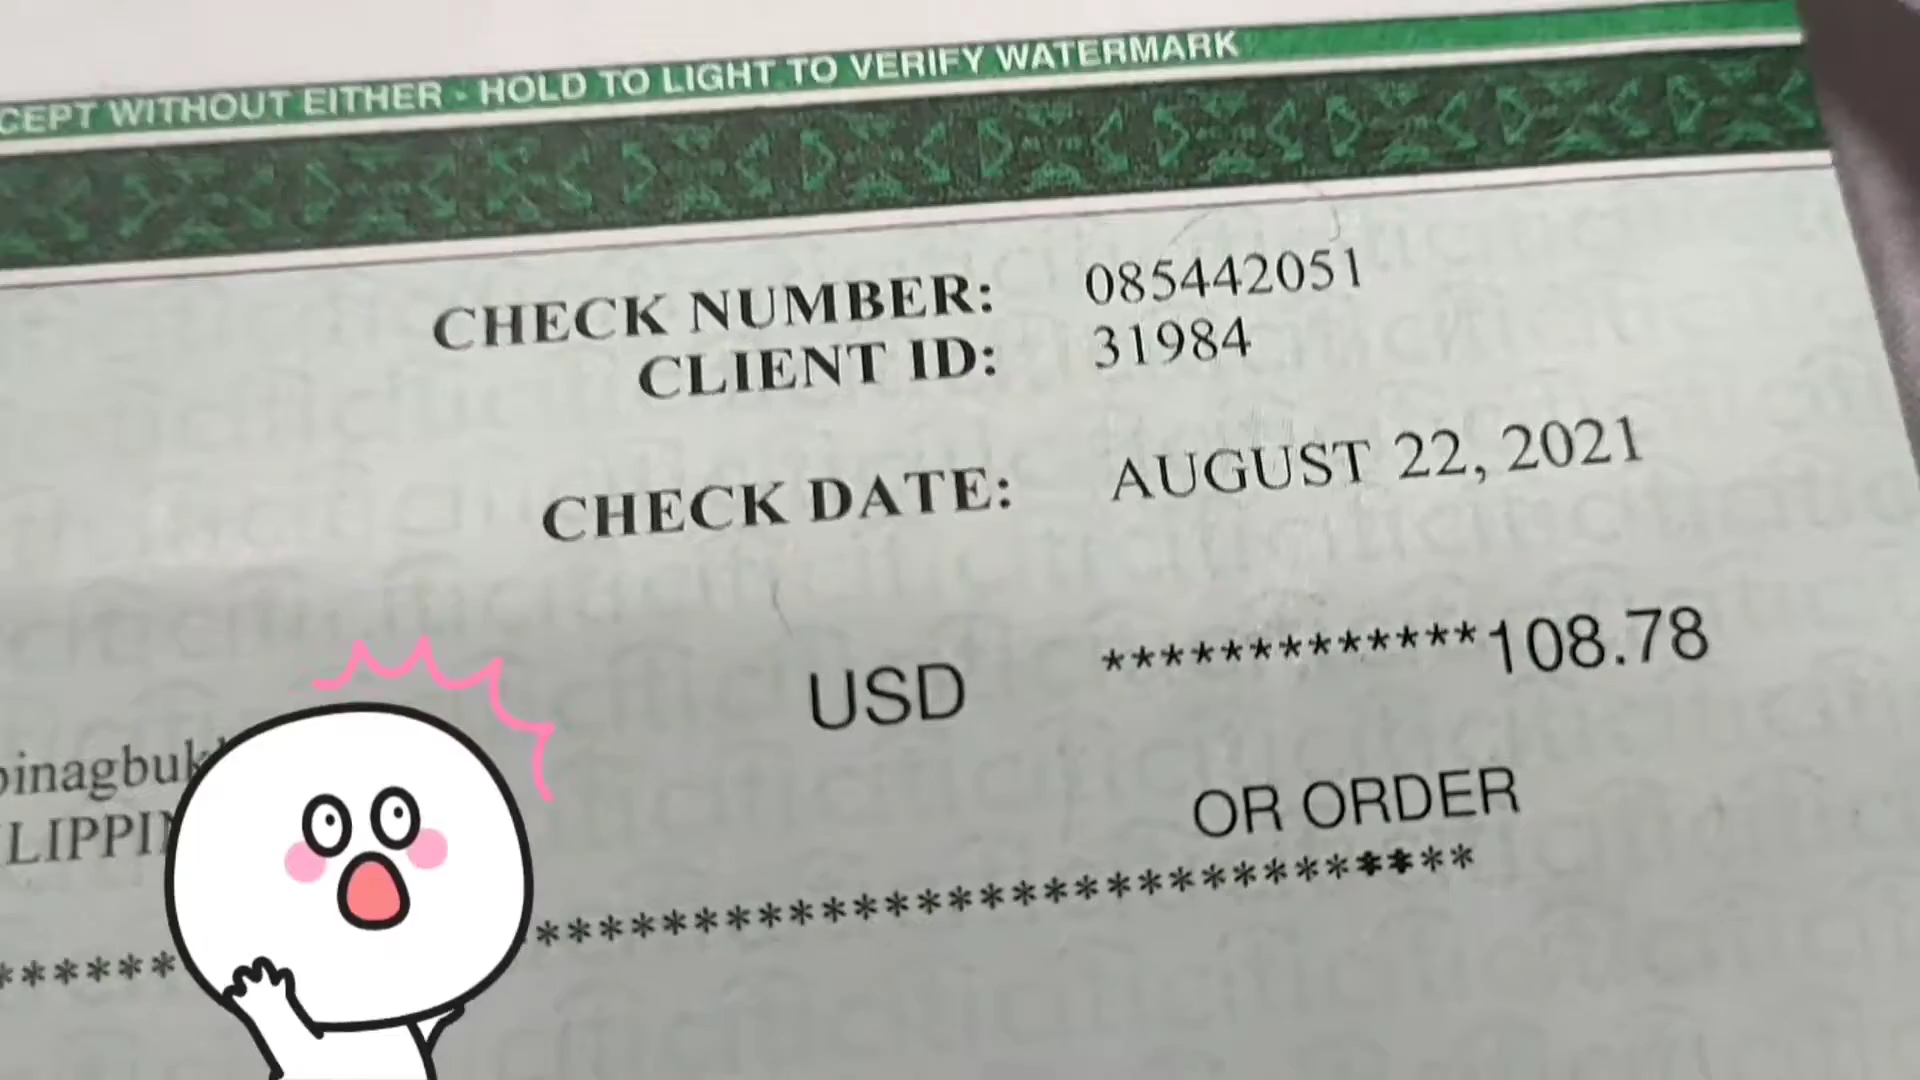 CEPT WITHOUT EITHER - HOLD TO LIGHT TO VERIFY WATERMARK
CHECK NUMBER: 085442051
CLIENT ID: 31984
CHECK DATE: AUGUST 22, 2021
USD *************108.78
pinagbuk
LIPPIN
OR ORDER